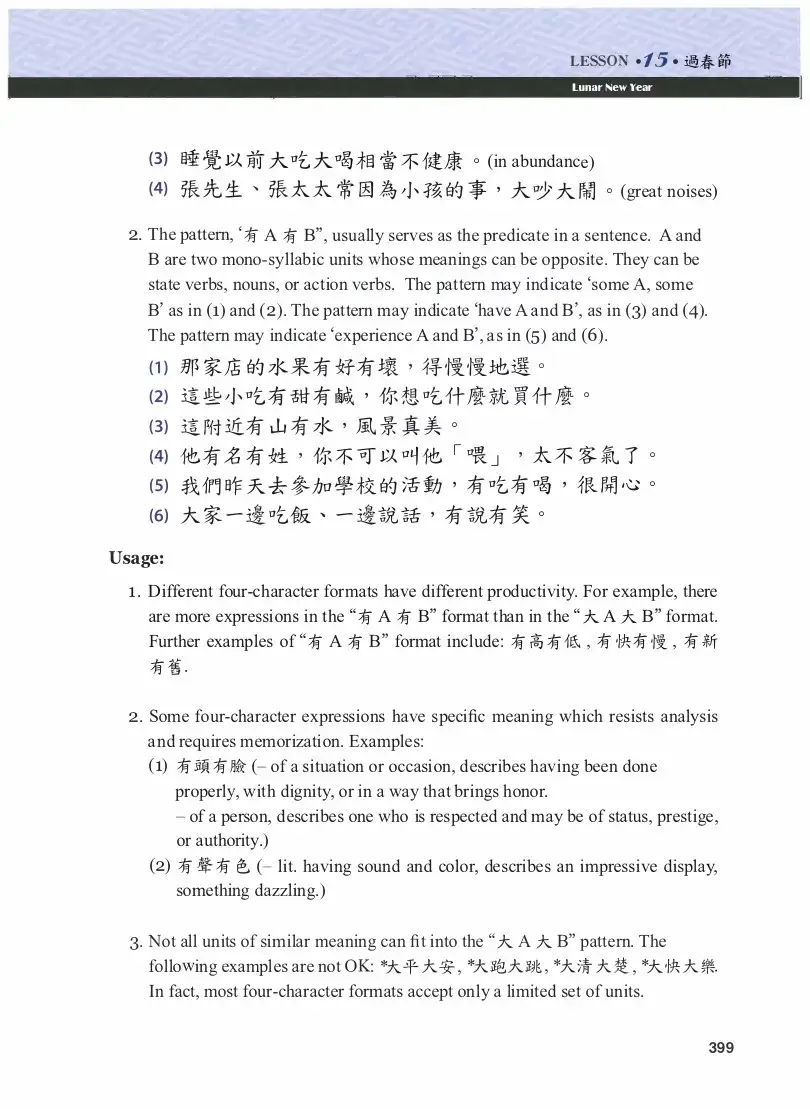 LESSON •15• 過春節
Lunar New Year
(3) 睡覺以前大吃大喝相當不健康。(in abundance)
(4) 張先生、張太太常因為小孩的事，大吵大鬧。(great noises)
2. The pattern, ‘有 A 有 B”, usually serves as the predicate in a sentence. A and
B are two mono-syllabic units whose meanings can be opposite. They can be
state verbs, nouns, or action verbs. The pattern may indicate ‘some A, some
B’ as in (1) and (2). The pattern may indicate ‘have A and B’, as in (3) and (4).
The pattern may indicate ‘experience A and B’, as in (5) and (6).
(1) 那家店的水果有好有壞，得慢慢地選。
(2) 這些小吃有甜有鹹，你想吃什麼就買什麼。
(3) 這附近有山有水，風景真美。
(4) 他有名有姓，你不可以叫他「喂」，太不客氣了。
(5) 我們昨天去參加學校的活動，有吃有喝，很開心。
(6) 大家一邊吃飯、一邊說話，有說有笑。
Usage:
1. Different four-character formats have different productivity. For example, there
are more expressions in the “有 A 有 B” format than in the “大 A 大 B” format.
Further examples of “有 A 有 B” format include: 有高有低 , 有快有慢 , 有新
有舊.
2. Some four-character expressions have specific meaning which resists analysis
and requires memorization. Examples:
(1) 有頭有臉 (– of a situation or occasion, describes having been done
properly, with dignity, or in a way that brings honor.
– of a person, describes one who is respected and may be of status, prestige,
or authority.)
(2) 有聲有色 (– lit. having sound and color, describes an impressive display,
something dazzling.)
3. Not all units of similar meaning can fit into the “大 A 大 B” pattern. The
following examples are not OK: *大平大安, *大跑大跳, *大清大楚, *大快大樂.
In fact, most four-character formats accept only a limited set of units.
399